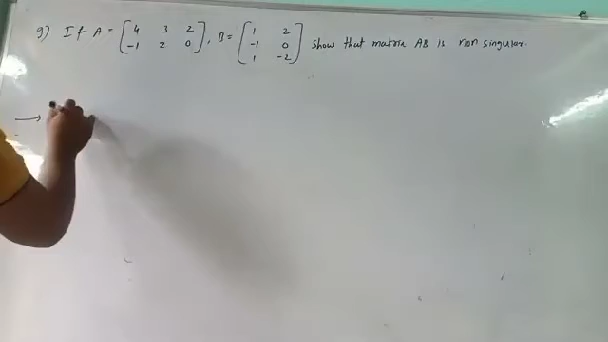 9) If A = [4 3 2; -1 2 0], B = [1 2; -1 0; 1 -2] show that matrix AB is non singular.
→